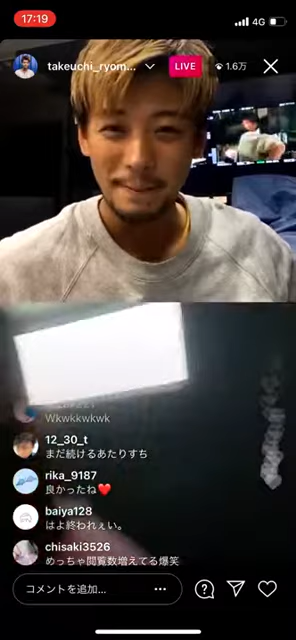 17:19
4G
takeuchi_ryom...
LIVE
1.6万
Wkwkkwkwk
12_30_t
まだ続けるあたりすち
rika_9187
良かったね❤️
baiya128
はよ終われぇい。
chisaki3526
めっちゃ閲覧数増えてる爆笑
コメントを追加...